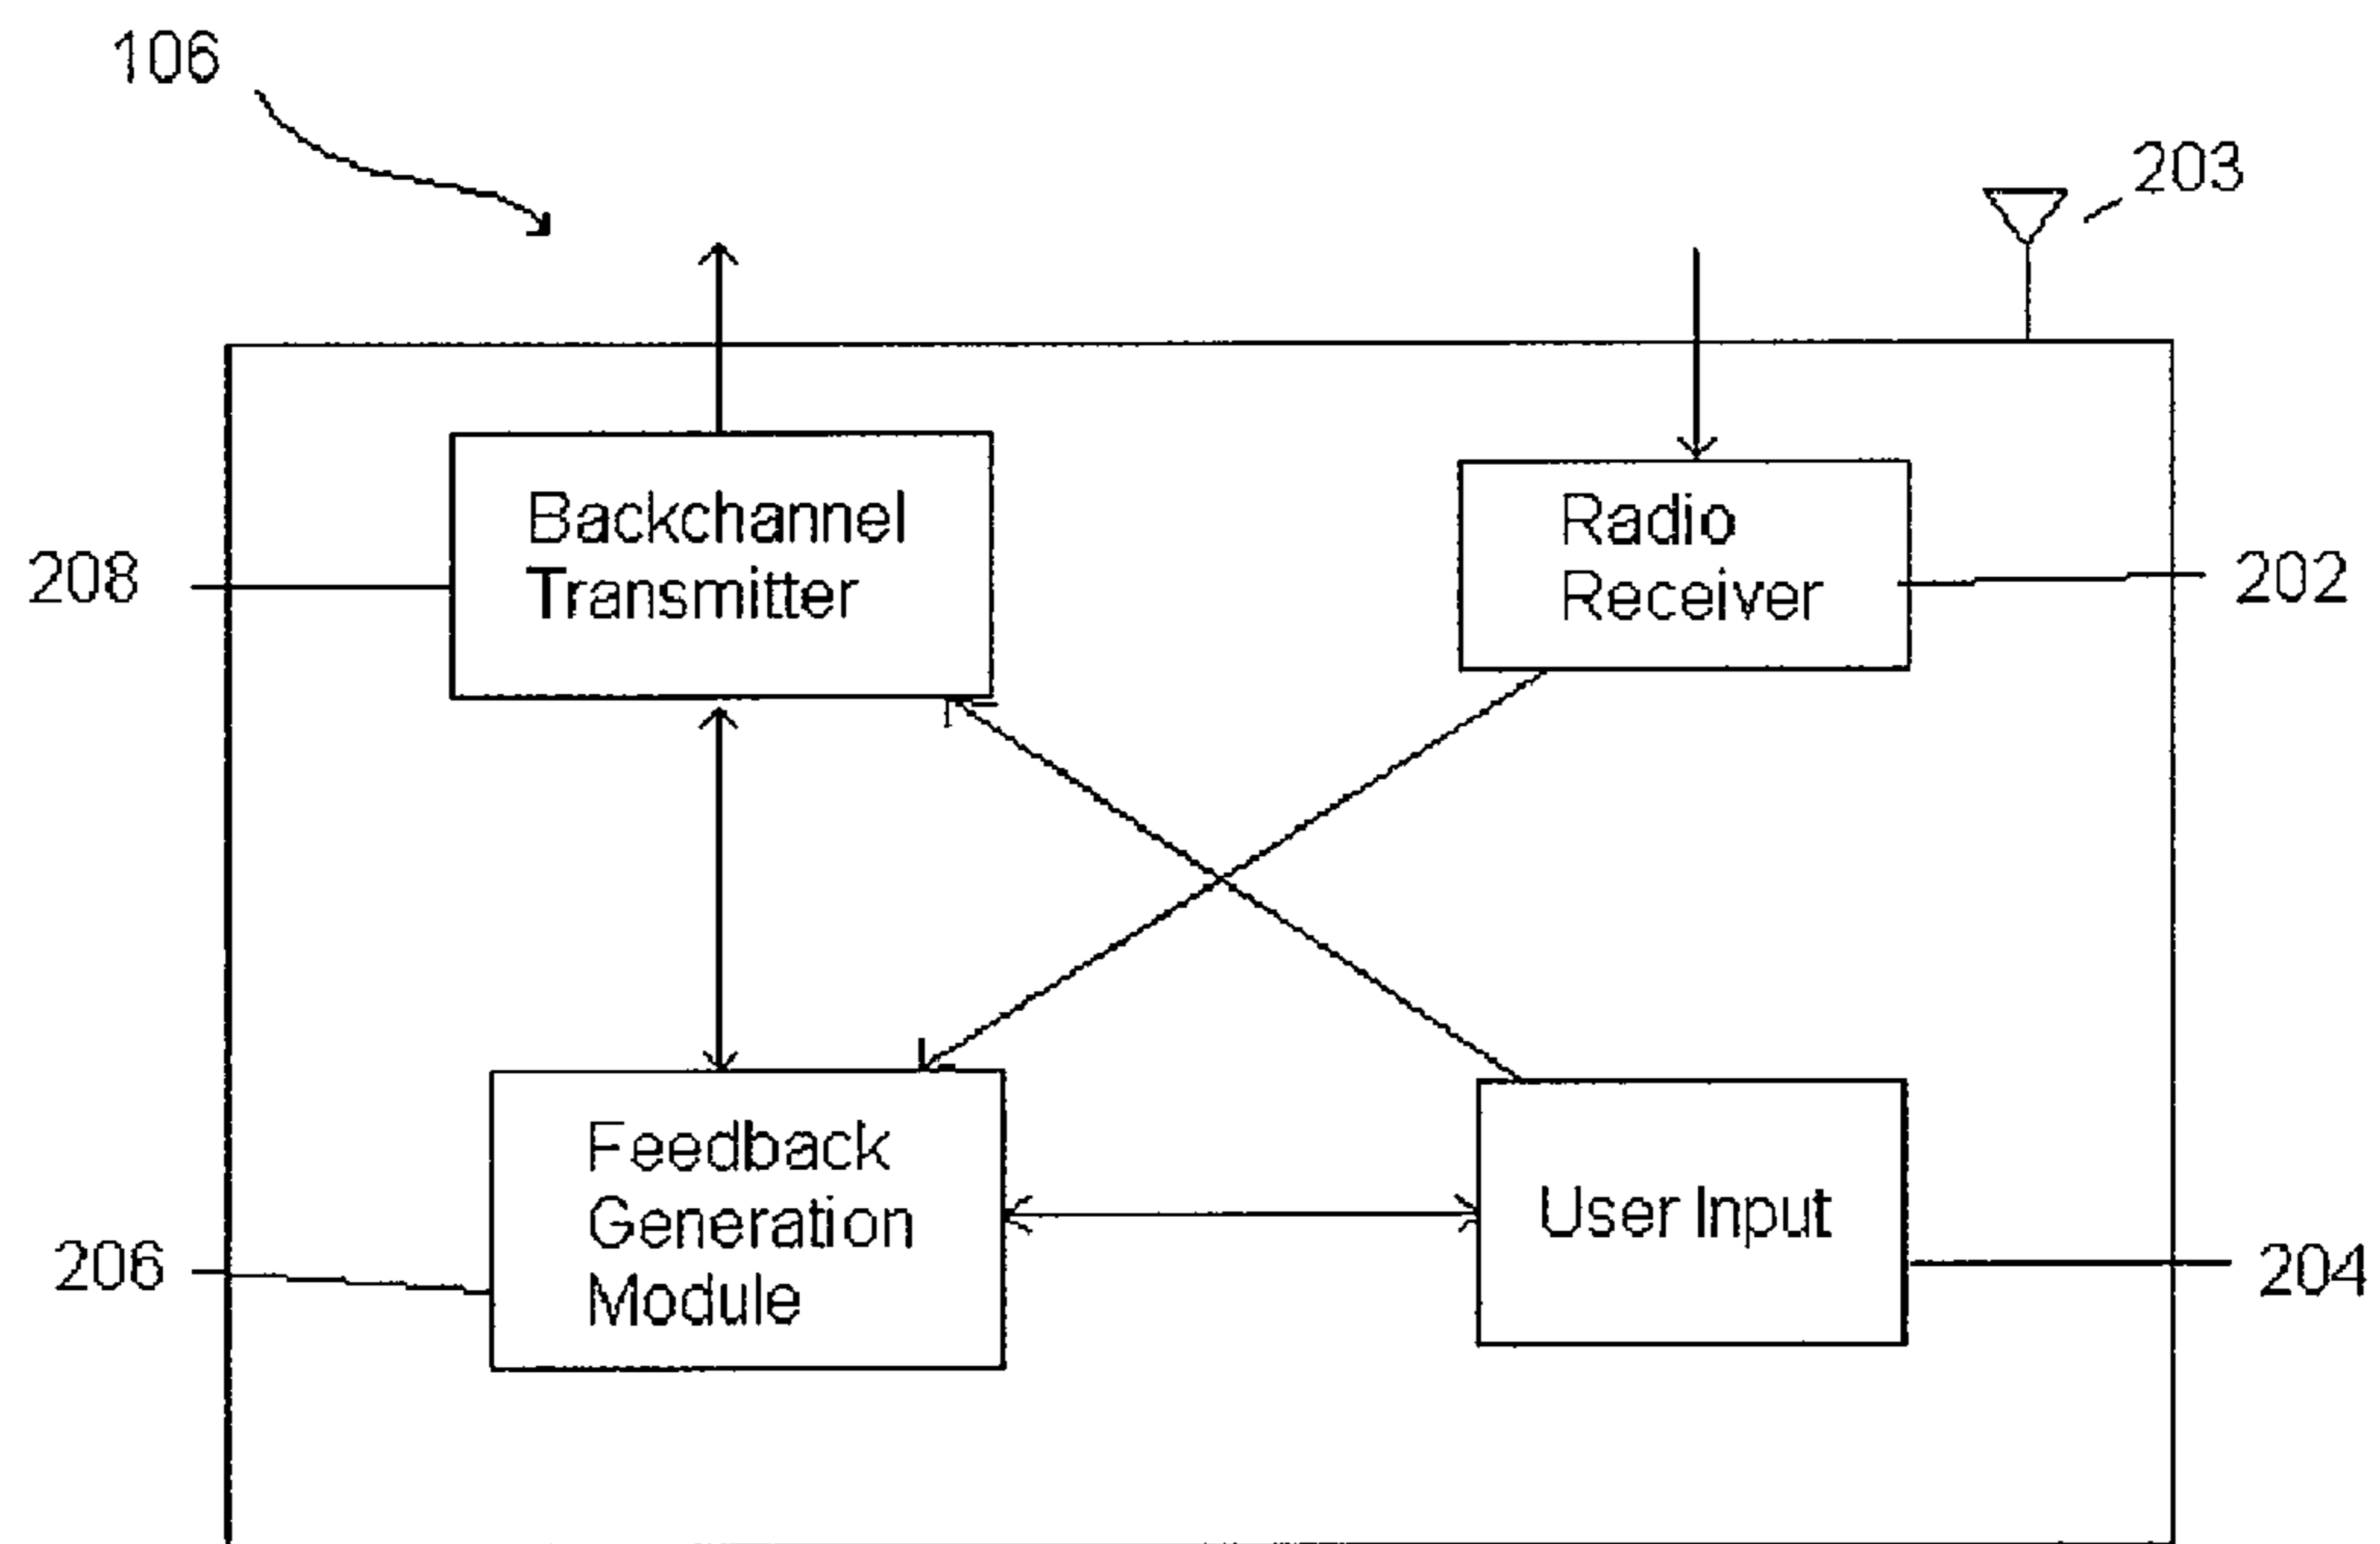 106
203
Backchannel
Transmitter
Radio
Receiver
208
202
Feedback
Generation
Module
User Input
206
204